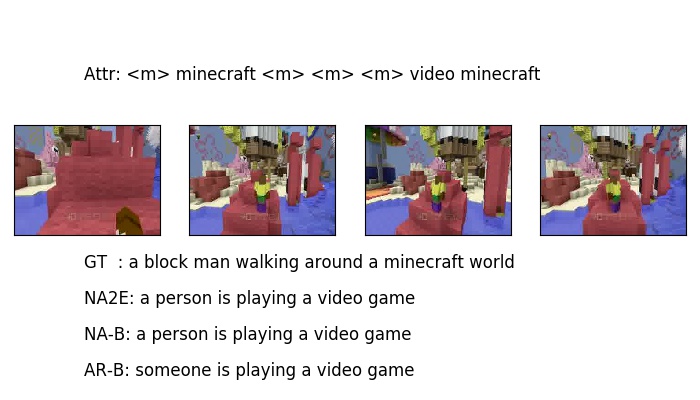 Attr: <m> minecraft <m> <m> <m> video minecraft
GT : a block man walking around a minecraft world
NA2E: a person is playing a video game
NA-B: a person is playing a video game
AR-B: someone is playing a video game